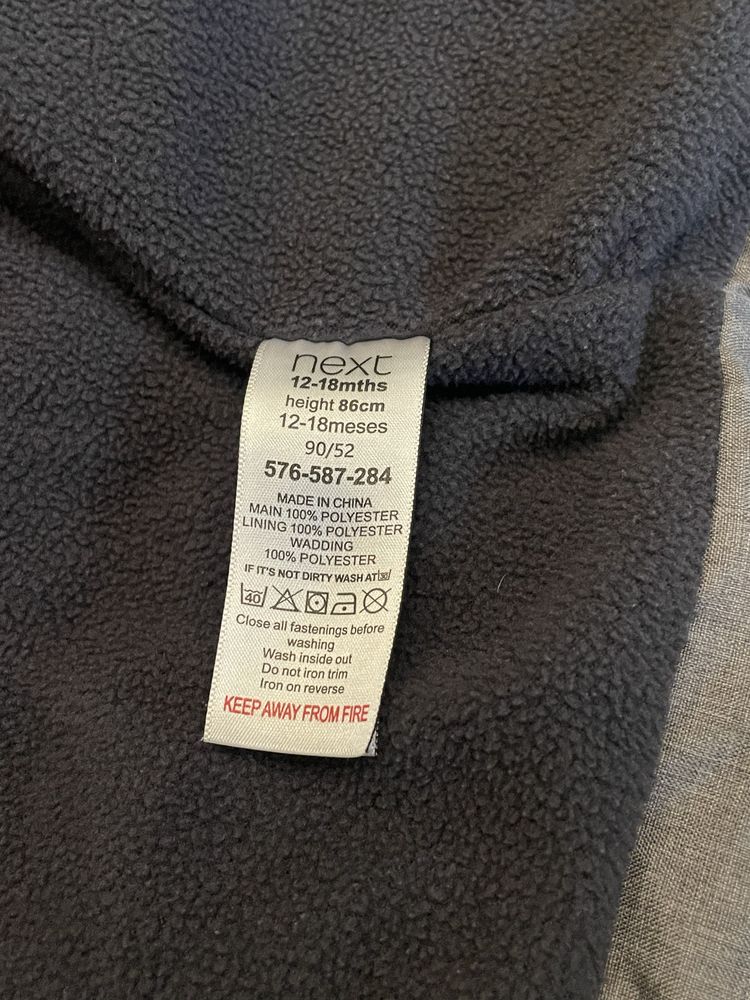 next
12-18mths
height 86cm
12-18meses
90/52
576-587-284
MADE IN CHINA
MAIN 100% POLYESTER
LINING 100% POLYESTER
WADDING
100% POLYESTER
IF IT'S NOT DIRTY WASH AT 30
40
Close all fastenings before
washing
Wash inside out
Do not iron trim
Iron on reverse
KEEP AWAY FROM FIRE